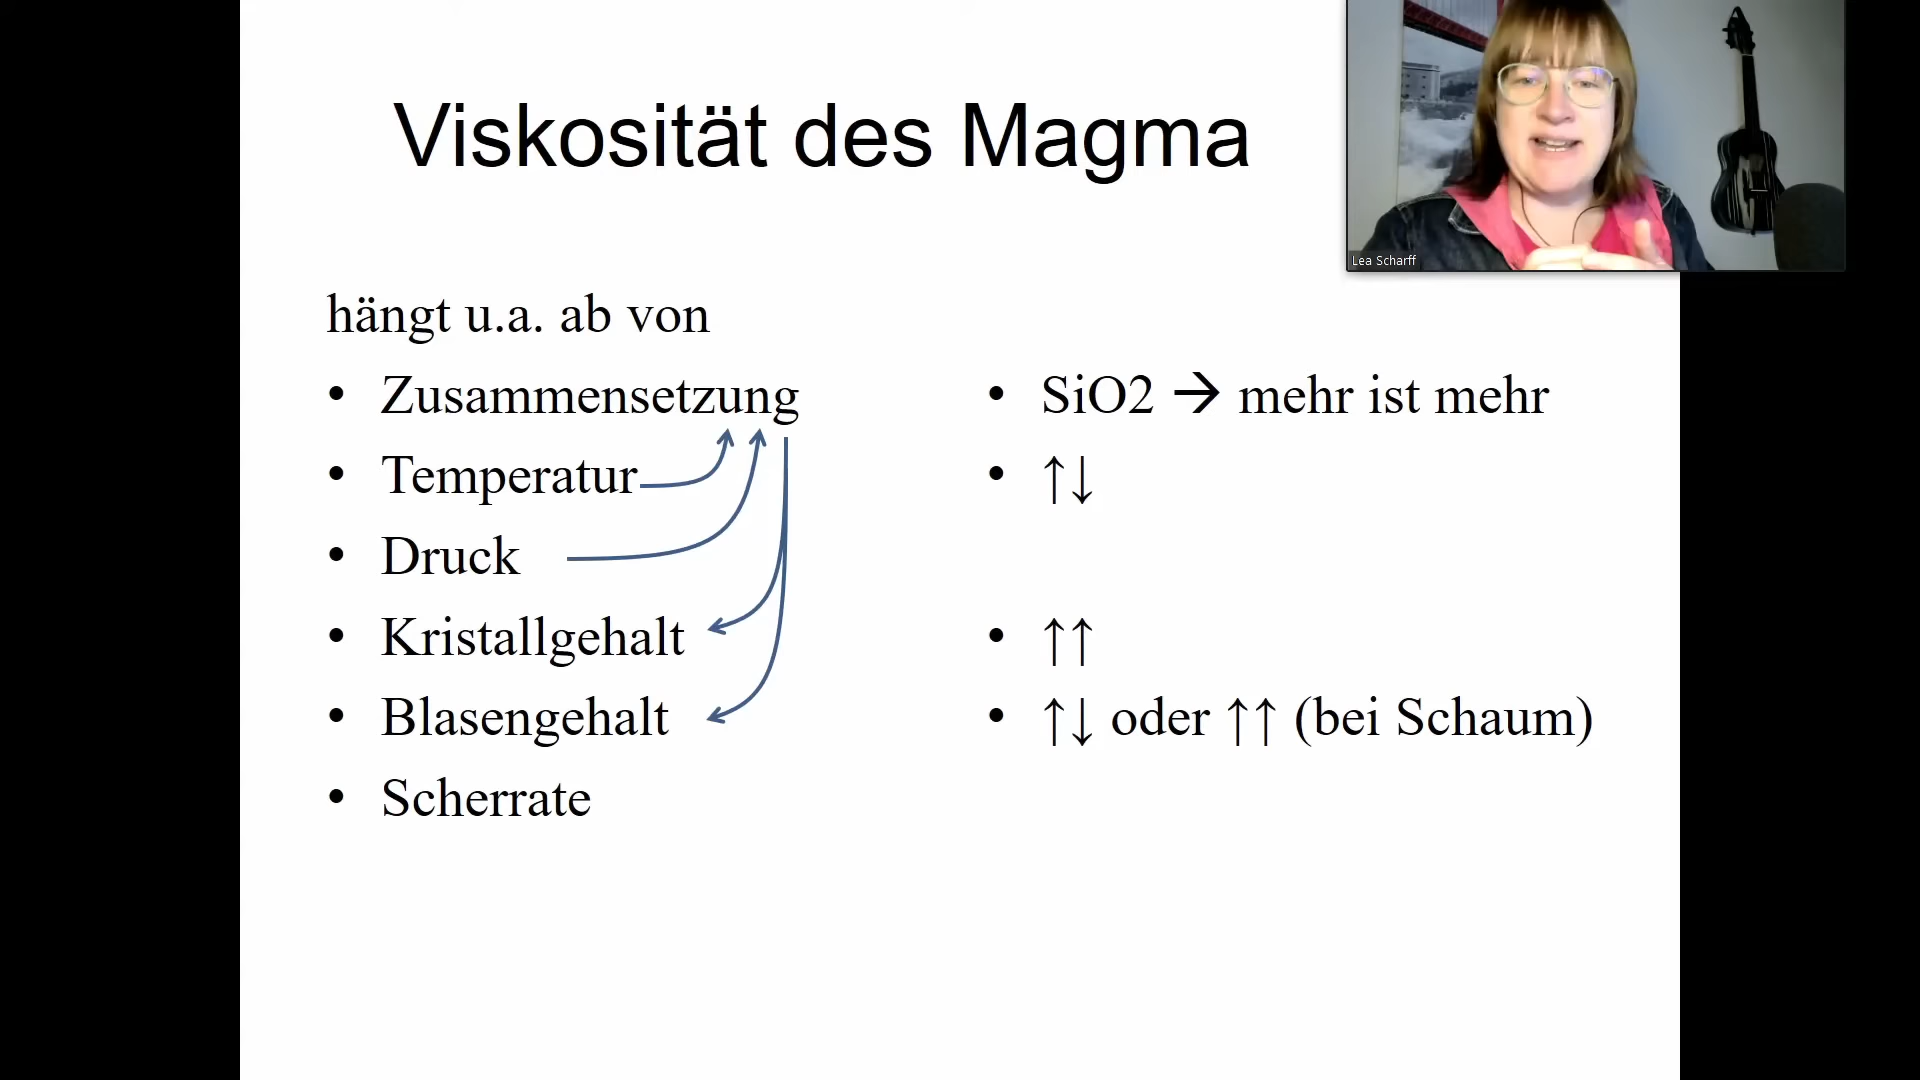 Viskosität des Magma
Lea Scharff
hängt u.a. ab von
• Zusammensetzung
• Temperatur
• Druck
• Kristallgehalt
• Blasengehalt
• Scherrate
• SiO2 → mehr ist mehr
• ↑↓
• ↑↑
• ↑↓ oder ↑↑ (bei Schaum)